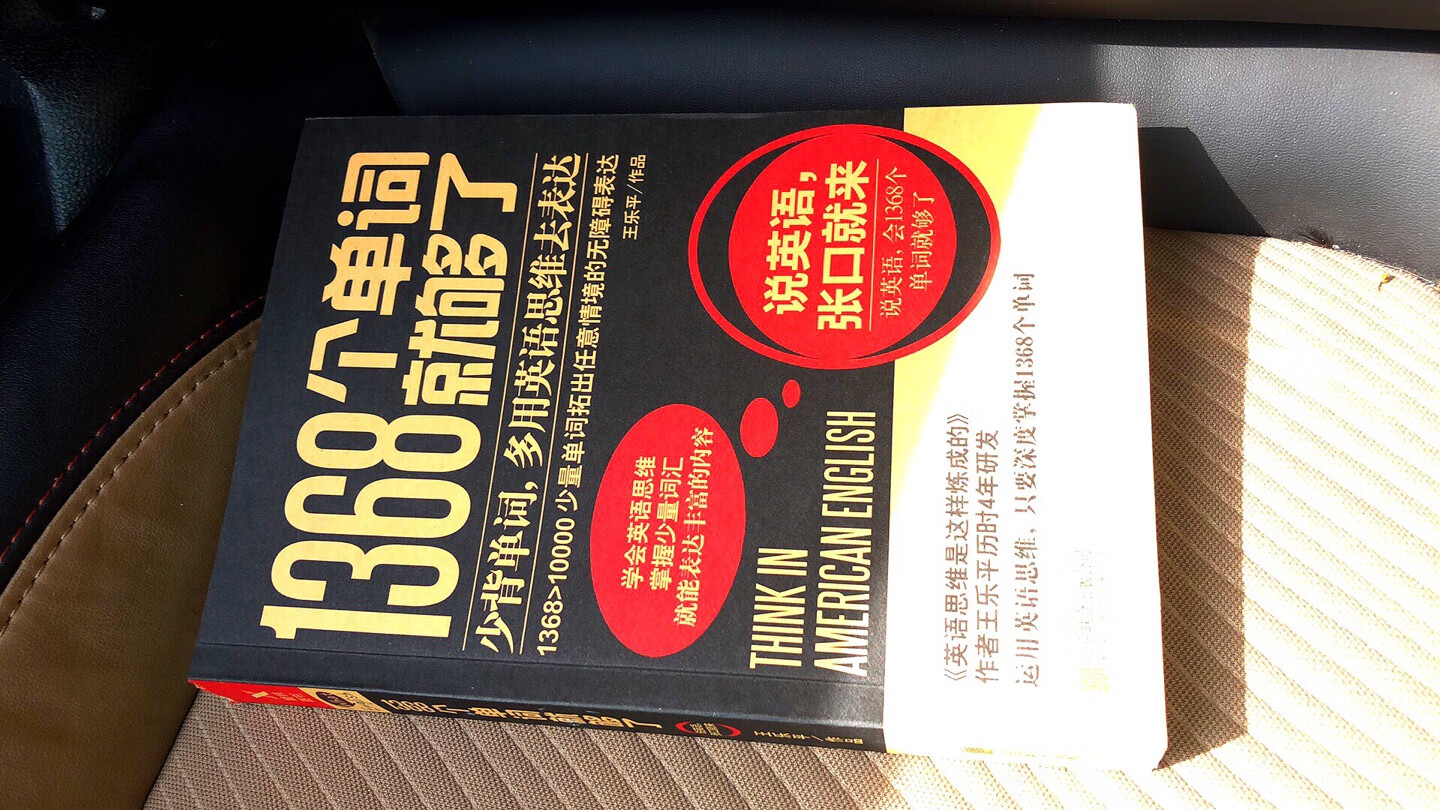 1368个单词
就够了
少背单词，多用英语思维去表达
1368>10000 少量单词拓出任意情境的无障碍表达
王乐平/作品
说英语，
张口就来
说英语，会1368个
单词就够了
学会英语思维
掌握少量词汇
就能表达丰富的内容
THINK IN
AMERICAN ENGLISH
《英语思维是这样炼成的》
作者王乐平历时4年研发
运用英语思维，只要深度掌握1368个单词
1368个单词就够了
王乐平/作品